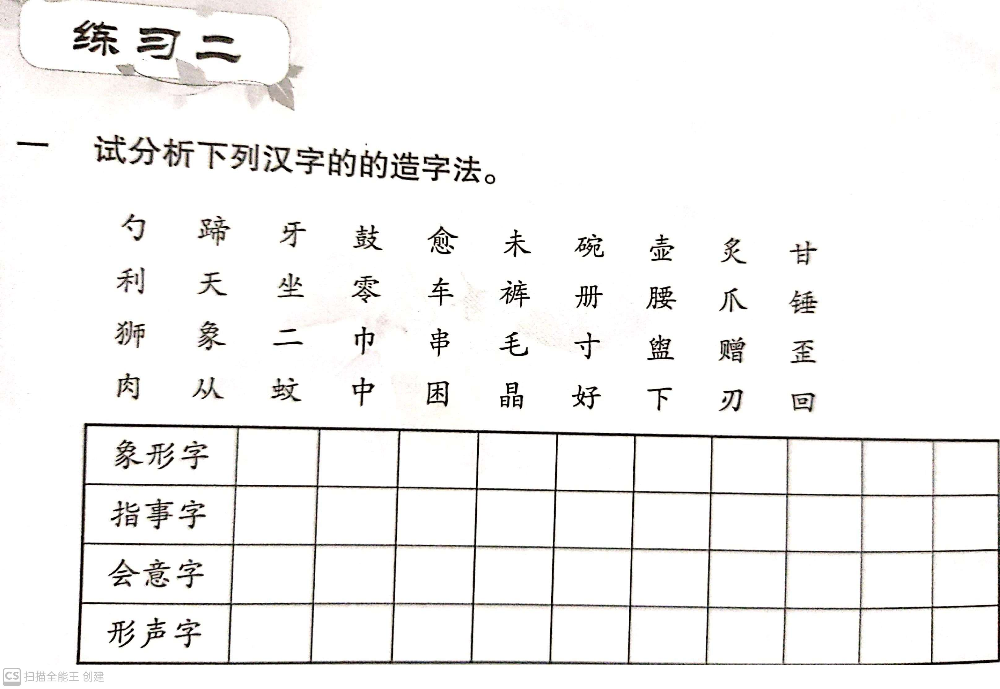 练习二
一 试分析下列汉字的的造字法。
勺 蹄 牙 鼓 愈 未 碗 壶 炙 甘
利 天 坐 零 车 裤 册 腰 爪 锤
狮 象 二 巾 串 毛 寸 盥 赠 歪
肉 从 蚊 中 困 晶 好 下 刃 回
象形字
指事字
会意字
形声字
CS 扫描全能王 创建